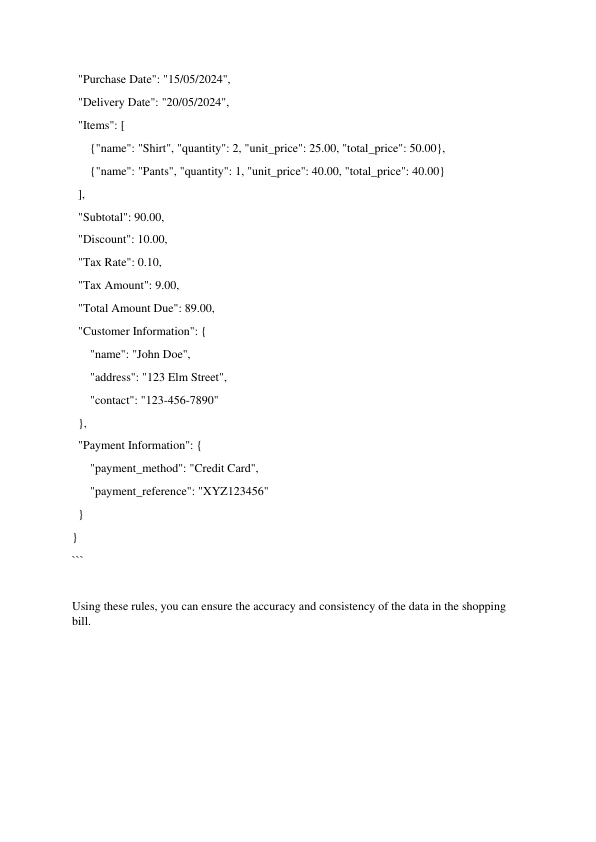 "Purchase Date": "15/05/2024",
"Delivery Date": "20/05/2024",
"Items": [
{"name": "Shirt", "quantity": 2, "unit_price": 25.00, "total_price": 50.00},
{"name": "Pants", "quantity": 1, "unit_price": 40.00, "total_price": 40.00}
],
"Subtotal": 90.00,
"Discount": 10.00,
"Tax Rate": 0.10,
"Tax Amount": 9.00,
"Total Amount Due": 89.00,
"Customer Information": {
"name": "John Doe",
"address": "123 Elm Street",
"contact": "123-456-7890"
},
"Payment Information": {
"payment_method": "Credit Card",
"payment_reference": "XYZ123456"
}
}
```
Using these rules, you can ensure the accuracy and consistency of the data in the shopping
bill.